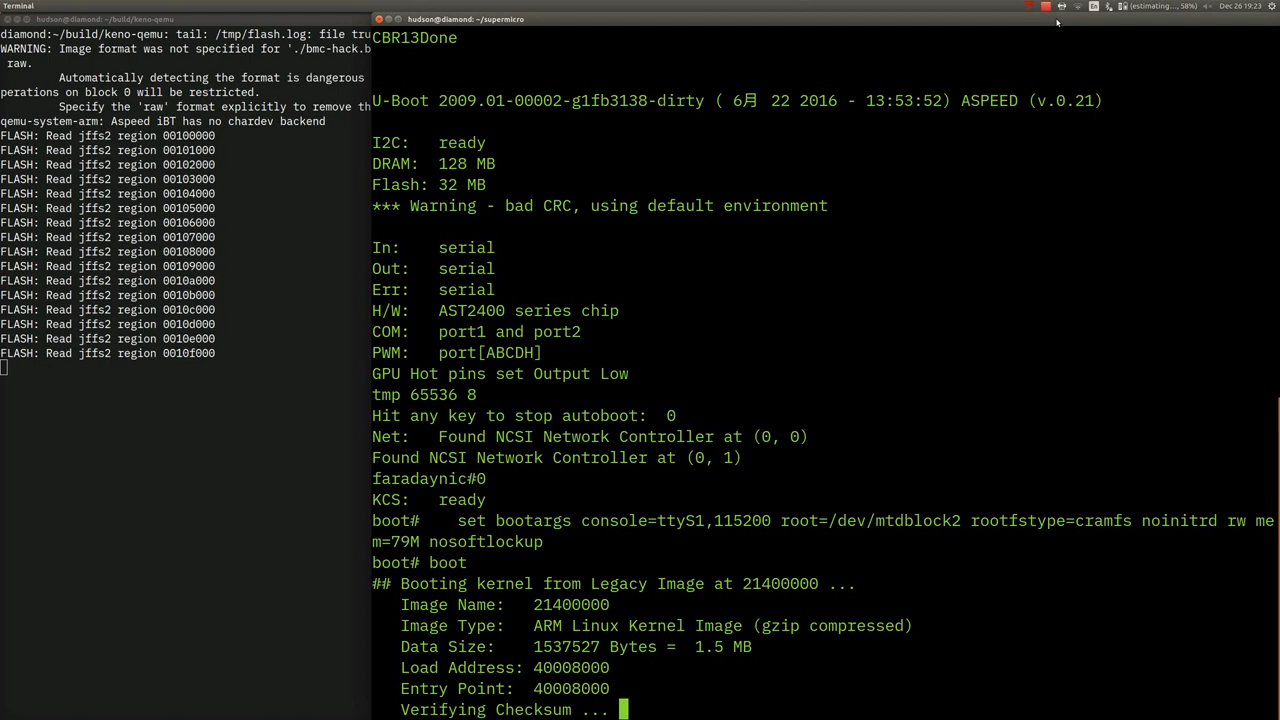 Terminal
En
(estimating..., 58%)
Dec 26 19:23
hudson@diamond: ~/build/keno-qemu
diamond:~/build/keno-qemu: tail: /tmp/flash.log: file tru
WARNING: Image format was not specified for './bmc-hack.b
raw.
Automatically detecting the format is dangerous
perations on block 0 will be restricted.
Specify the 'raw' format explicitly to remove th
qemu-system-arm: Aspeed iBT has no chardev backend
FLASH: Read jffs2 region 00100000
FLASH: Read jffs2 region 00101000
FLASH: Read jffs2 region 00102000
FLASH: Read jffs2 region 00103000
FLASH: Read jffs2 region 00104000
FLASH: Read jffs2 region 00105000
FLASH: Read jffs2 region 00106000
FLASH: Read jffs2 region 00107000
FLASH: Read jffs2 region 00108000
FLASH: Read jffs2 region 00109000
FLASH: Read jffs2 region 0010a000
FLASH: Read jffs2 region 0010b000
FLASH: Read jffs2 region 0010c000
FLASH: Read jffs2 region 0010d000
FLASH: Read jffs2 region 0010e000
FLASH: Read jffs2 region 0010f000
hudson@diamond: ~/supermicro
CBR13Done
U-Boot 2009.01-00002-g1fb3138-dirty ( 6月 22 2016 - 13:53:52) ASPEED (v.0.21)
I2C: ready
DRAM: 128 MB
Flash: 32 MB
*** Warning - bad CRC, using default environment
In: serial
Out: serial
Err: serial
H/W: AST2400 series chip
COM: port1 and port2
PWM: port[ABCDH]
GPU Hot pins set Output Low
tmp 65536 8
Hit any key to stop autoboot: 0
Net: Found NCSI Network Controller at (0, 0)
Found NCSI Network Controller at (0, 1)
faradaynic#0
KCS: ready
boot# set bootargs console=ttyS1,115200 root=/dev/mtdblock2 rootfstype=cramfs noinitrd rw me
m=79M nosoftlockup
boot# boot
## Booting kernel from Legacy Image at 21400000 ...
Image Name: 21400000
Image Type: ARM Linux Kernel Image (gzip compressed)
Data Size: 1537527 Bytes = 1.5 MB
Load Address: 40008000
Entry Point: 40008000
Verifying Checksum ...